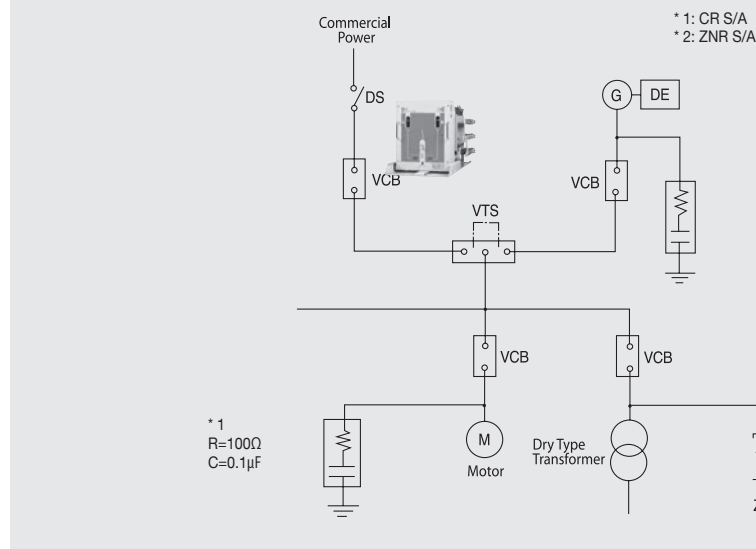 Commercial
Power
* 1: CR S/A
* 2: ZNR S/A
DS
G
DE
VCB
VCB
VTS
VCB
VCB
* 1
R=100Ω
C=0.1µF
M
Motor
Dry Type
Transformer